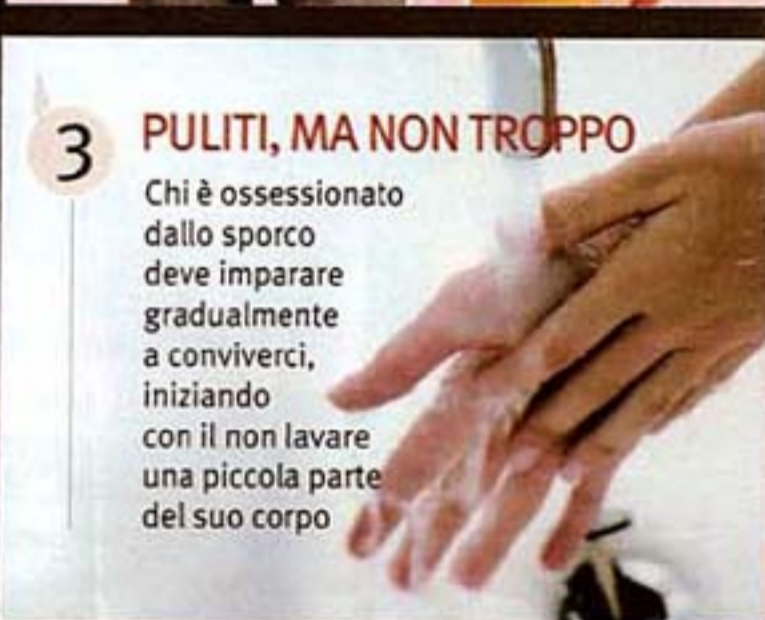 3
PULITI, MA NON TROPPO
Chi è ossessionato
dallo sporco
deve imparare
gradualmente
a conviverci,
iniziando
con il non lavare
una piccola parte
del suo corpo